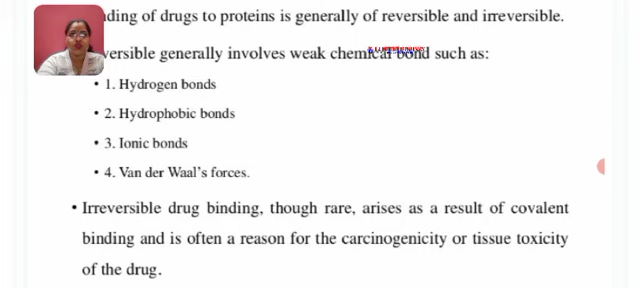 ding of drugs to proteins is generally of reversible and irreversible.
versible generally involves weak chemical bond such as:
• 1. Hydrogen bonds
• 2. Hydrophobic bonds
• 3. Ionic bonds
• 4. Van der Waal's forces.
• Irreversible drug binding, though rare, arises as a result of covalent
binding and is often a reason for the carcinogenicity or tissue toxicity
of the drug.